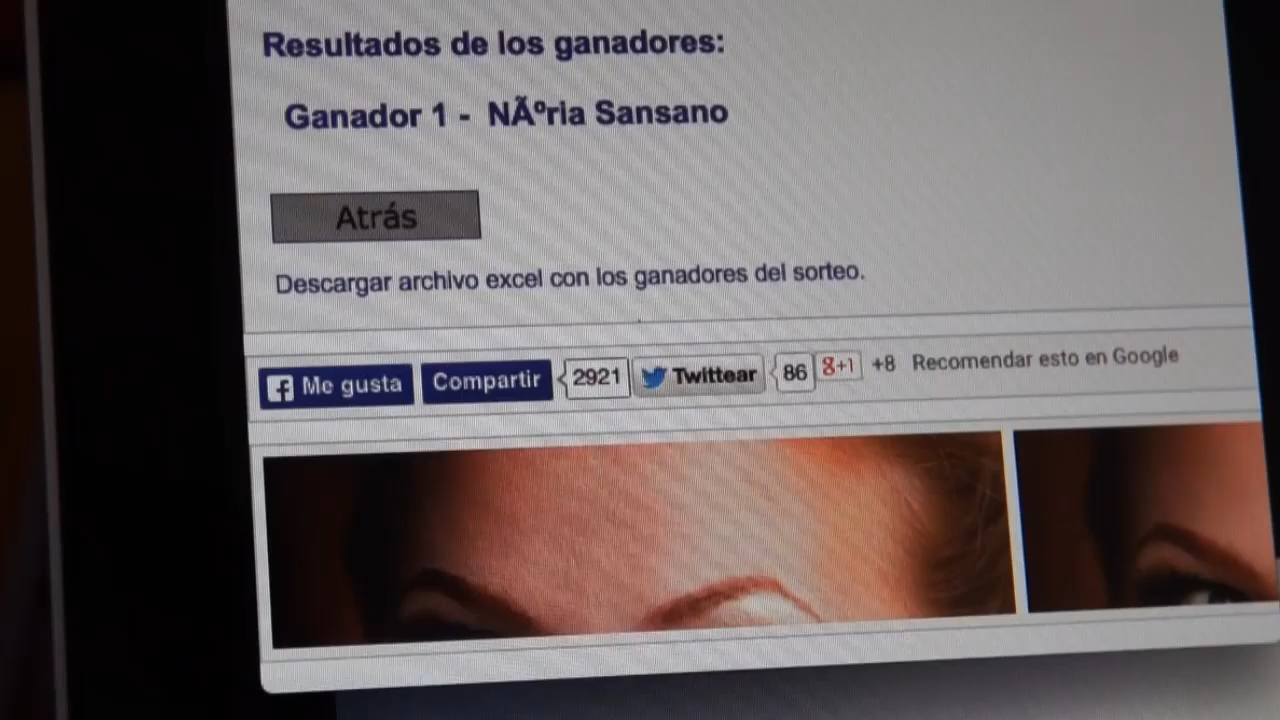 Resultados de los ganadores:
Ganador 1 - NÃºria Sansano
Atrás
Descargar archivo excel con los ganadores del sorteo.
Me gusta Compartir 2921 Twittear 86 g+1 +8 Recomendar esto en Google